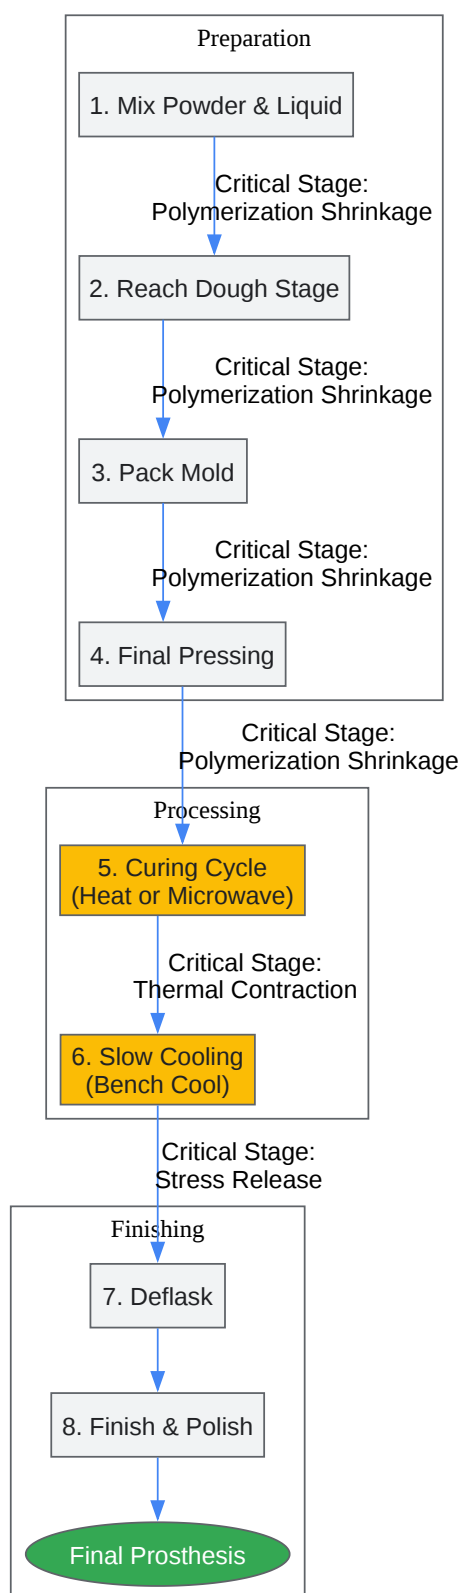 Preparation
1. Mix Powder & Liquid
Critical Stage:
Polymerization Shrinkage
2. Reach Dough Stage
Critical Stage:
Polymerization Shrinkage
3. Pack Mold
Critical Stage:
Polymerization Shrinkage
4. Final Pressing
Critical Stage:
Polymerization Shrinkage
Processing
5. Curing Cycle
(Heat or Microwave)
Critical Stage:
Thermal Contraction
6. Slow Cooling
(Bench Cool)
Critical Stage:
Stress Release
Finishing
7. Deflask
8. Finish & Polish
Final Prosthesis